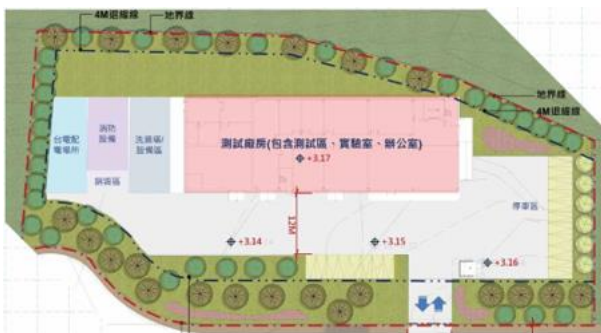 4M退縮線
地界線
地界線
4M退縮線
台電配
電場所
消防
設備
洗滌塔/
設備區
鋼瓶區
測試廠房(包含測試區、實驗室、辦公室)
+3.17
停車區
12M
+3.14
+3.15
+3.16